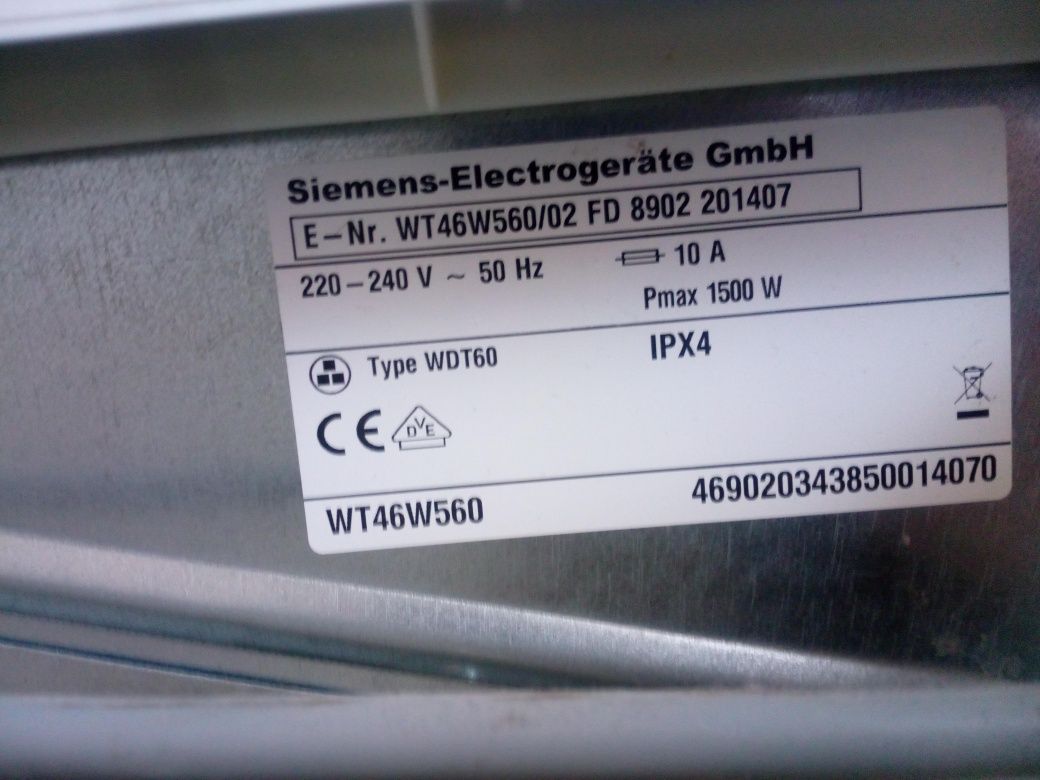 Siemens-Electrogeräte GmbH
E-Nr. WT46W560/02 FD 8902 201407
220-240 V ~ 50 Hz 10 A
Pmax 1500 W
Type WDT60 IPX4
CE DVE
WT46W560 469020343850014070